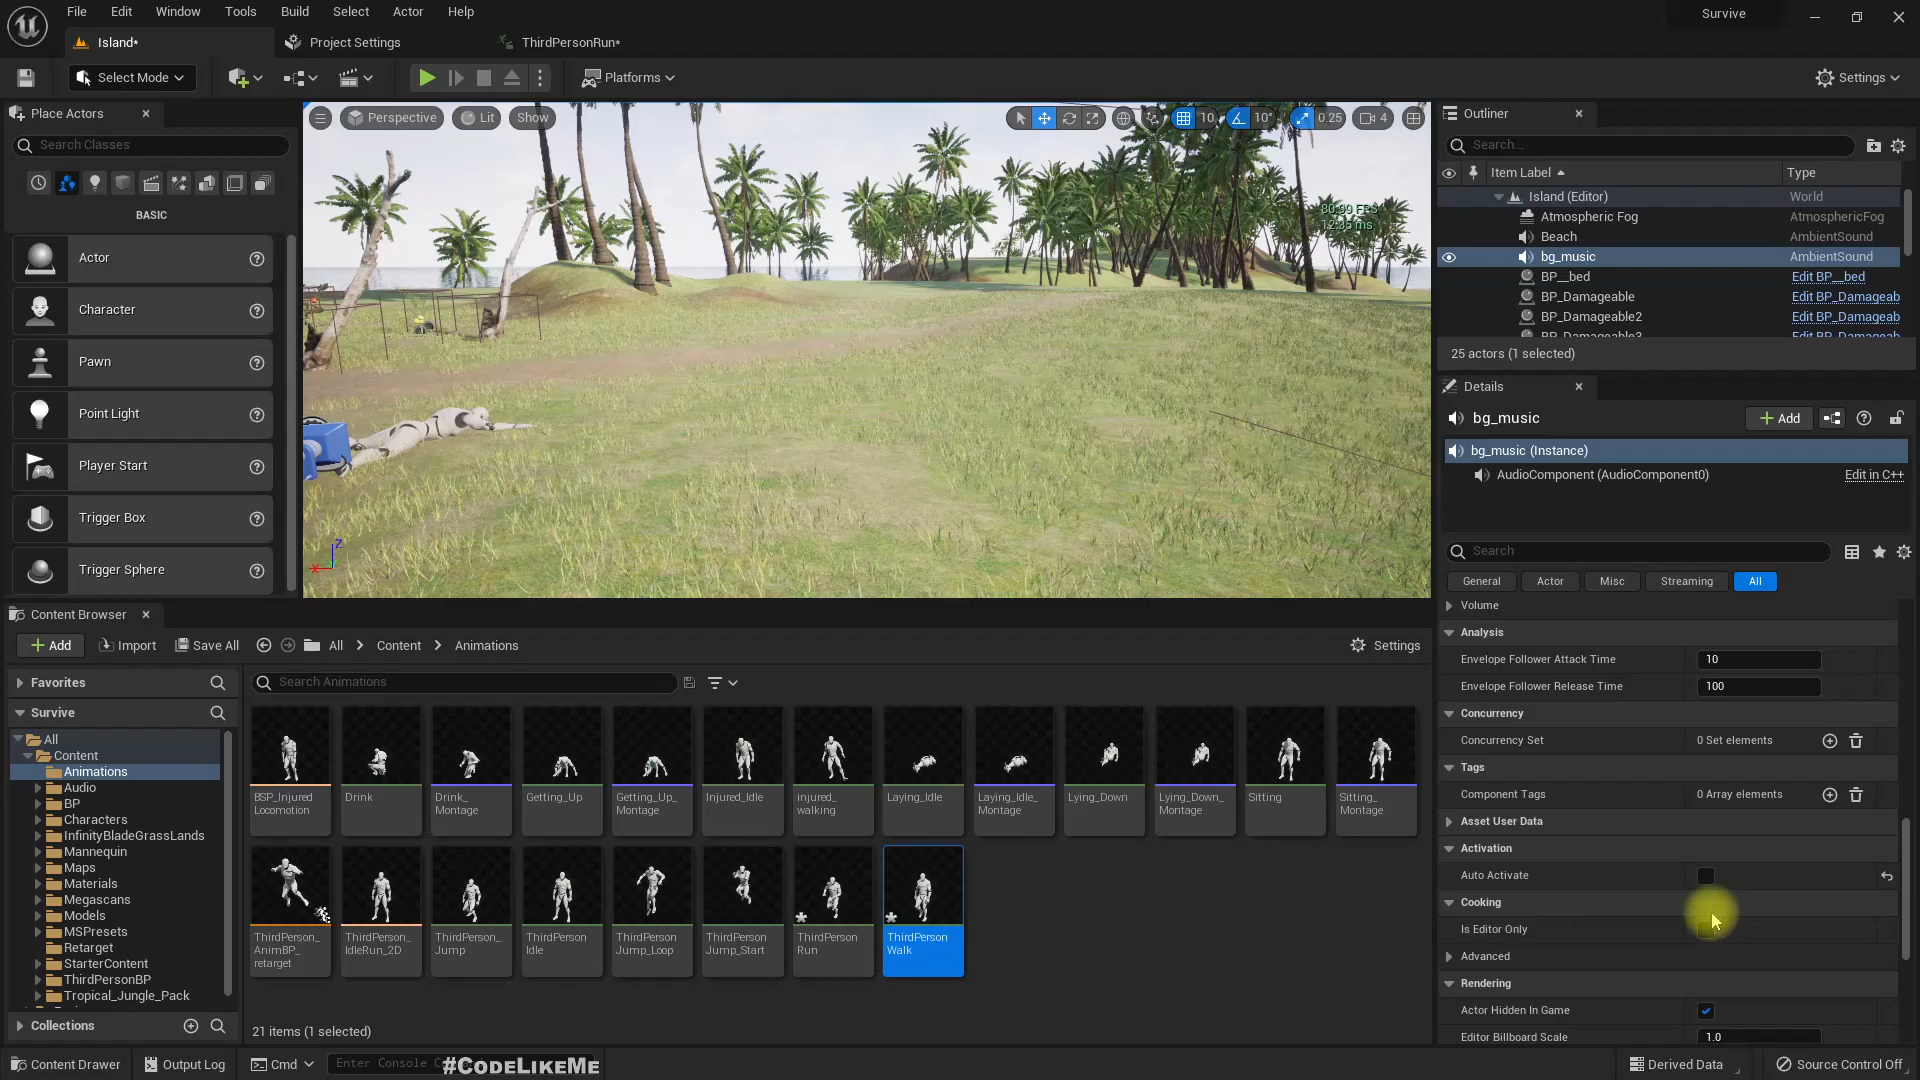 File Edit Window Tools Build Select Actor Help
Survive
Island*
Project Settings
ThirdPersonRun*
Select Mode
Platforms
Settings
Place Actors
Search Classes
BASIC
Actor
Character
Pawn
Point Light
Player Start
Trigger Box
Trigger Sphere
Perspective Lit Show
10 10° 0.25 4
80.99 FPS
12.35 ms
Z
X
Outliner
Search...
Item Label Type
Island (Editor) World
Atmospheric Fog AtmosphericFog
Beach AmbientSound
bg_music AmbientSound
BP__bed Edit BP__bed
BP_Damageable Edit BP_Damageab
BP_Damageable2 Edit BP_Damageab
BP_Damageable3 Edit BP_Damageab
25 actors (1 selected)
Details
bg_music
Add
bg_music (Instance)
AudioComponent (AudioComponent0) Edit in C++
Search
General Actor Misc Streaming All
Volume
Analysis
Envelope Follower Attack Time 10
Envelope Follower Release Time 100
Concurrency
Concurrency Set 0 Set elements
Tags
Component Tags 0 Array elements
Asset User Data
Activation
Auto Activate
Cooking
Is Editor Only
Advanced
Rendering
Actor Hidden In Game
Editor Billboard Scale 1.0
Content Browser
Add Import Save All All Content Animations Settings
Favorites
Search Animations
Survive
All
Content
Animations
Audio
BP
Characters
InfinityBladeGrassLands
Mannequin
Maps
Materials
Megascans
Models
MSPresets
Retarget
StarterContent
ThirdPersonBP
Tropical_Jungle_Pack
Collections
BSP_Injured
Locomotion
Drink
Drink_
Montage
Getting_Up
Getting_Up_
Montage
Injured_Idle
injured_
walking
Laying_Idle
Laying_Idle_
Montage
Lying_Down
Lying_Down_
Montage
Sitting
Sitting_
Montage
ThirdPerson_
AnimBP_
retarget
ThirdPerson_
IdleRun_2D
ThirdPerson_
Jump
ThirdPerson
Idle
ThirdPerson
Jump_Loop
ThirdPerson
Jump_Start
ThirdPerson
Run
ThirdPerson
Walk
21 items (1 selected)
Content Drawer Output Log Cmd Enter Console C
#CODELIKEME
Derived Data Source Control Off